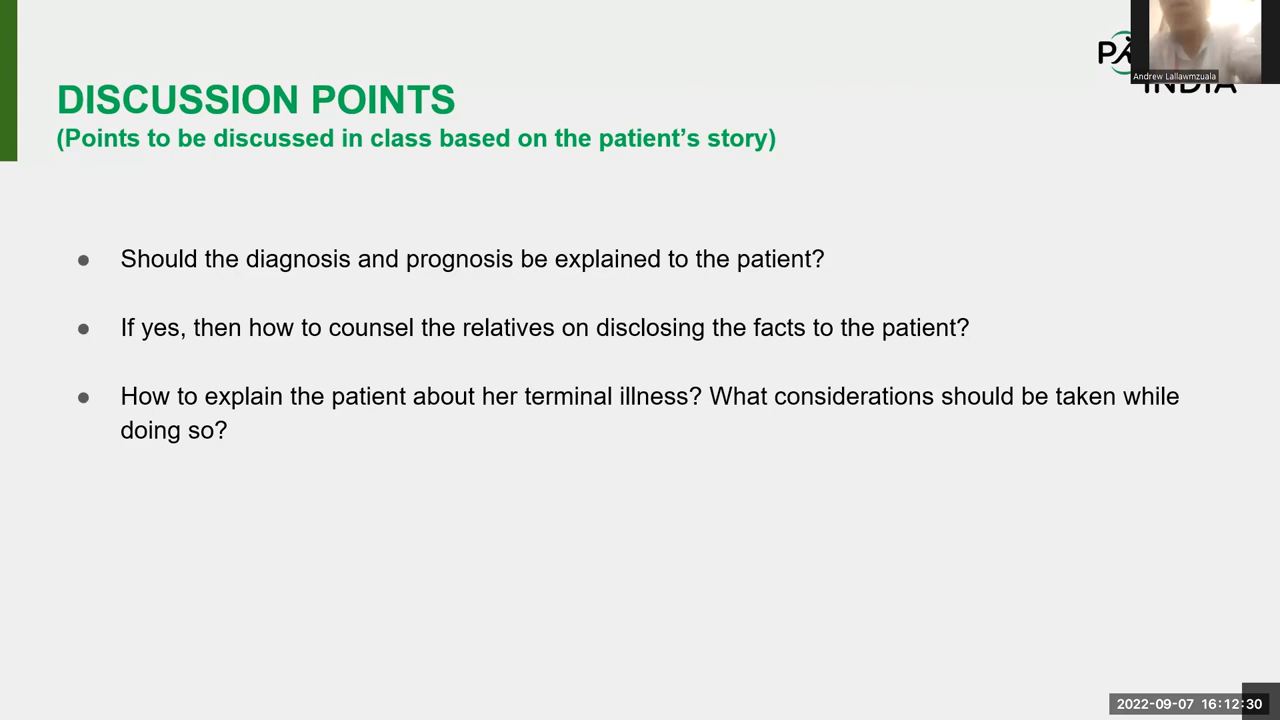 DISCUSSION POINTS
(Points to be discussed in class based on the patient's story)
● Should the diagnosis and prognosis be explained to the patient?
● If yes, then how to counsel the relatives on disclosing the facts to the patient?
● How to explain the patient about her terminal illness? What considerations should be taken while
doing so?
INDIA
Andrew Lallawmzuala
2022-09-07 16:12:30